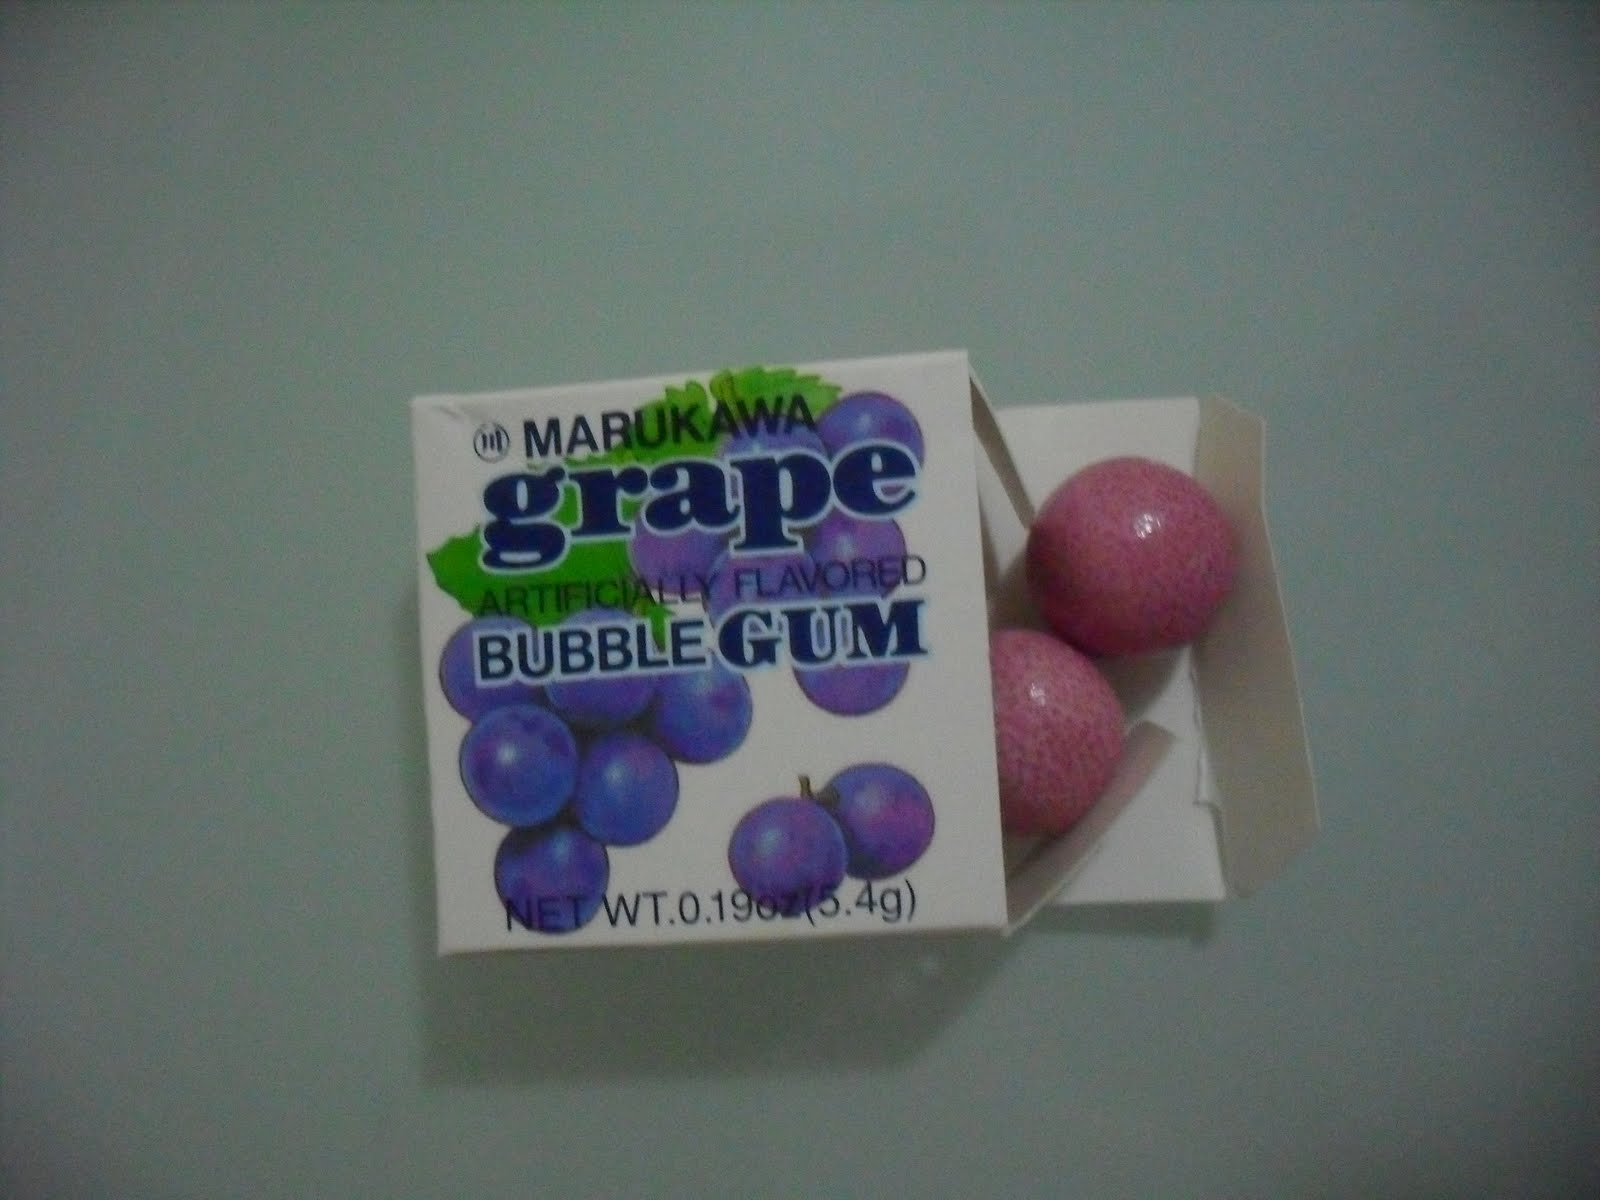 MARUKAWA
grape
ARTIFICIALLY FLAVORED
BUBBLE GUM
NET WT.0.19oz(5.4g)